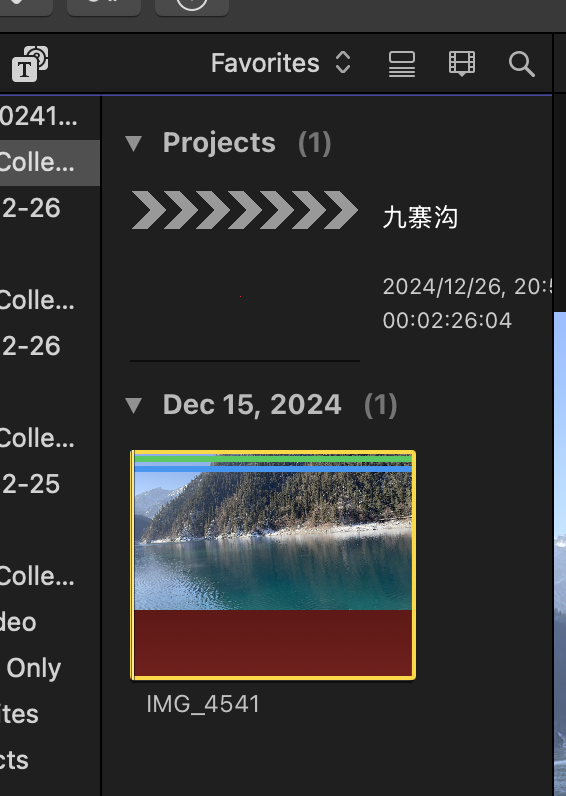 T
Favorites
0241...
Colle...
2-26
Colle...
2-26
Colle...
2-25
Colle...
deo
Only
ites
cts
Projects (1)
九寨沟
2024/12/26, 20:5
00:02:26:04
Dec 15, 2024 (1)
IMG_4541